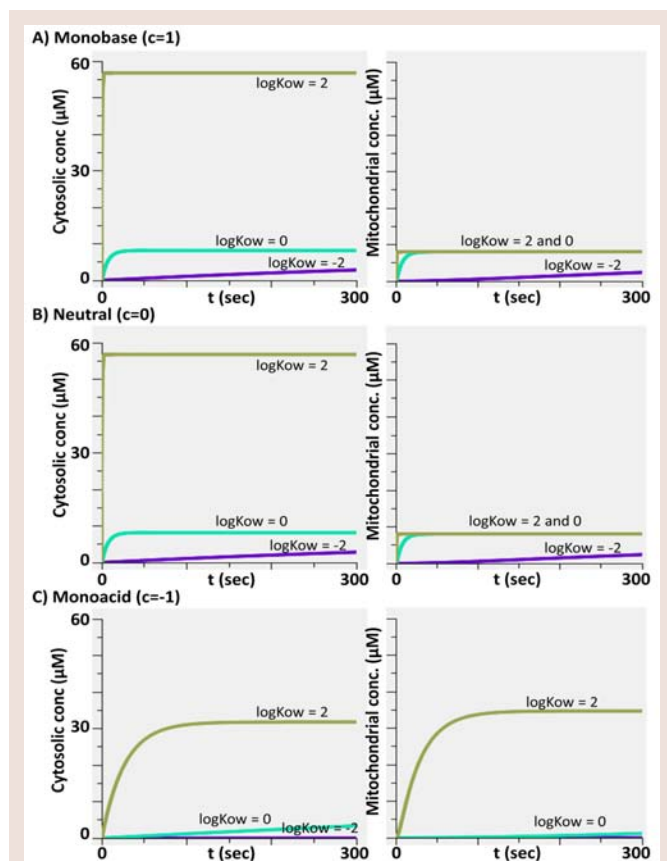 A) Monobase (c=1)
Cytosolic conc (µM)
60
30
0
logKow = 2
logKow = 0
logKow = -2
0
t (sec)
300
Mitochondrial conc. (µM)
logKow = 2 and 0
logKow = -2
0
t (sec)
300
B) Neutral (c=0)
Cytosolic conc (µM)
60
30
0
logKow = 2
logKow = 0
logKow = -2
0
t (sec)
300
Mitochondrial conc. (µM)
logKow = 2 and 0
logKow = -2
0
t (sec)
300
C) Monoacid (c=-1)
Cytosolic conc (µM)
60
30
0
logKow = 2
logKow = 0
logKow = -2
0
t (sec)
300
Mitochondrial conc. (µM)
logKow = 2
logKow = 0
0
t (sec)
300